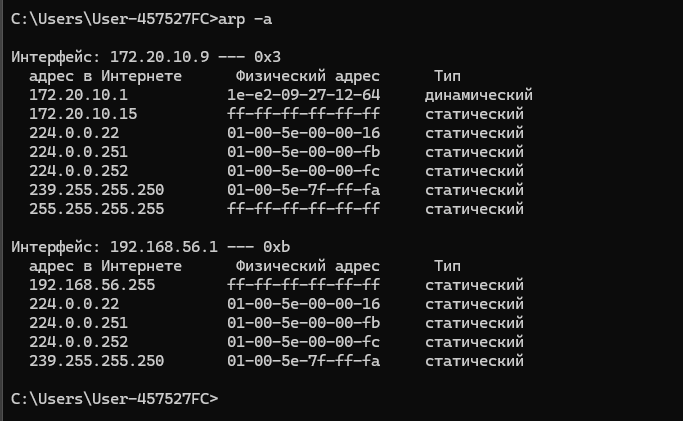 C:\Users\User-457527FC>arp -a
Интерфейс: 172.20.10.9 --- 0x3
адрес в Интернете Физический адрес Тип
172.20.10.1 1e-e2-09-27-12-64 динамический
172.20.10.15 ff-ff-ff-ff-ff-ff статический
224.0.0.22 01-00-5e-00-00-16 статический
224.0.0.251 01-00-5e-00-00-fb статический
224.0.0.252 01-00-5e-00-00-fc статический
239.255.255.250 01-00-5e-7f-ff-fa статический
255.255.255.255 ff-ff-ff-ff-ff-ff статический
Интерфейс: 192.168.56.1 --- 0xb
адрес в Интернете Физический адрес Тип
192.168.56.255 ff-ff-ff-ff-ff-ff статический
224.0.0.22 01-00-5e-00-00-16 статический
224.0.0.251 01-00-5e-00-00-fb статический
224.0.0.252 01-00-5e-00-00-fc статический
239.255.255.250 01-00-5e-7f-ff-fa статический
C:\Users\User-457527FC>